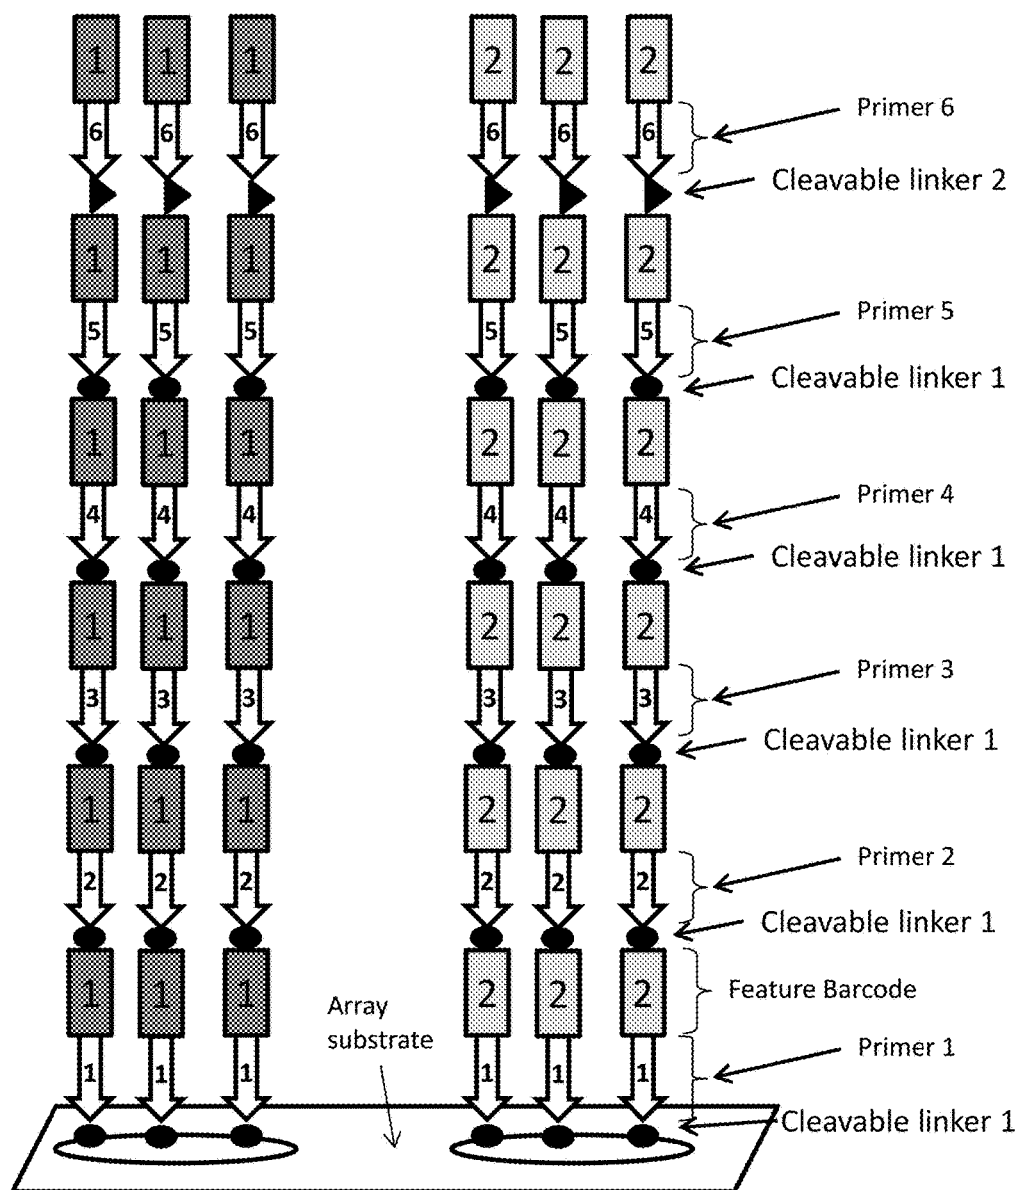 1 1 1 2 2 2
6 6 6 6 6 6 Primer 6
Cleavable linker 2
1 1 1 2 2 2
5 5 5 5 5 5 Primer 5
Cleavable linker 1
1 1 1 2 2 2
4 4 4 4 4 4 Primer 4
Cleavable linker 1
1 1 1 2 2 2
3 3 3 3 3 3 Primer 3
Cleavable linker 1
1 1 1 2 2 2
2 2 2 2 2 2 Primer 2
Cleavable linker 1
1 1 1 2 2 2 Feature Barcode
Array
substrate
1 1 1 1 1 1 Primer 1
Cleavable linker 1